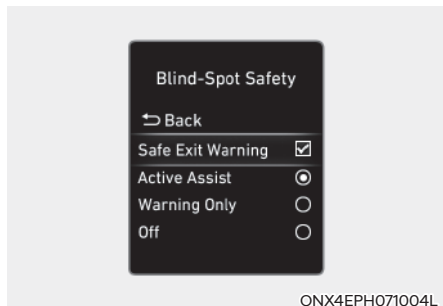 Blind-Spot Safety
Back
Safe Exit Warning
Active Assist
Warning Only
Off
ONX4EPH071004L